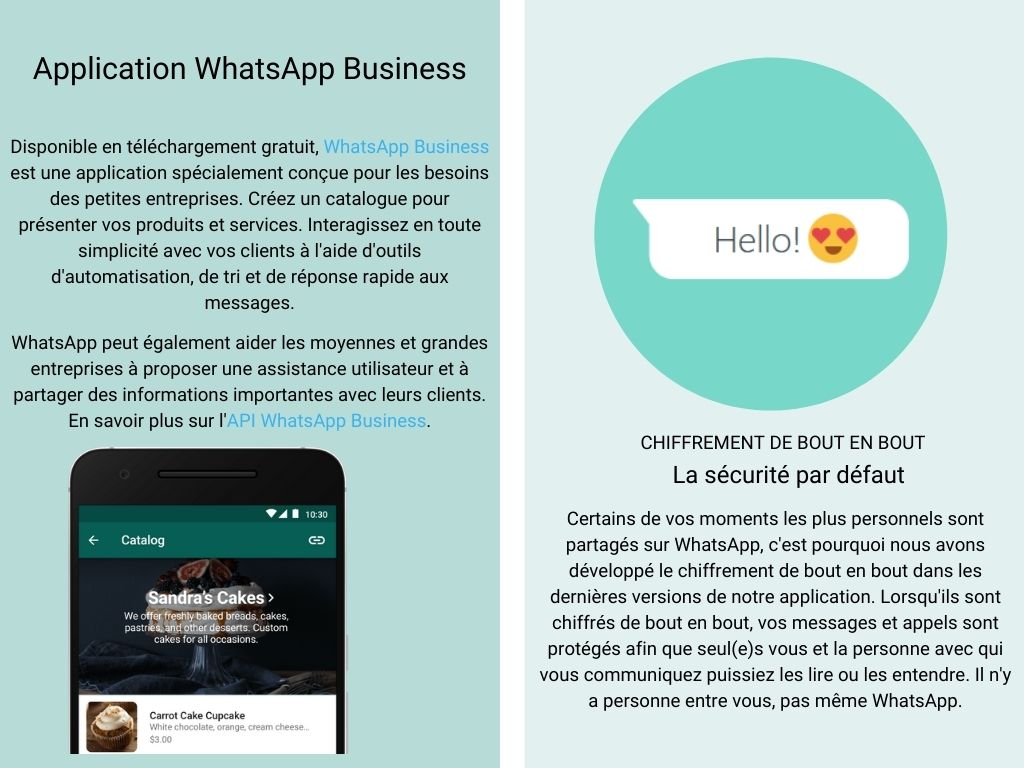 Application WhatsApp Business
Disponible en téléchargement gratuit, WhatsApp Business
est une application spécialement conçue pour les besoins
des petites entreprises. Créez un catalogue pour
présenter vos produits et services. Interagissez en toute
simplicité avec vos clients à l'aide d'outils
d'automatisation, de tri et de réponse rapide aux
messages.
WhatsApp peut également aider les moyennes et grandes
entreprises à proposer une assistance utilisateur et à
partager des informations importantes avec leurs clients.
En savoir plus sur l'API WhatsApp Business.
10:30
Catalog
Sandra's Cakes
We offer freshly baked breads, cakes,
pastries, and other desserts. Custom
cakes for all occasions.
Carrot Cake Cupcake
White chocolate, orange, cream cheese...
$3.00
Hello!
CHIFFREMENT DE BOUT EN BOUT
La sécurité par défaut
Certains de vos moments les plus personnels sont
partagés sur WhatsApp, c'est pourquoi nous avons
développé le chiffrement de bout en bout dans les
dernières versions de notre application. Lorsqu'ils sont
chiffrés de bout en bout, vos messages et appels sont
protégés afin que seul(e)s vous et la personne avec qui
vous communiquez puissiez les lire ou les entendre. Il n'y
a personne entre vous, pas même WhatsApp.